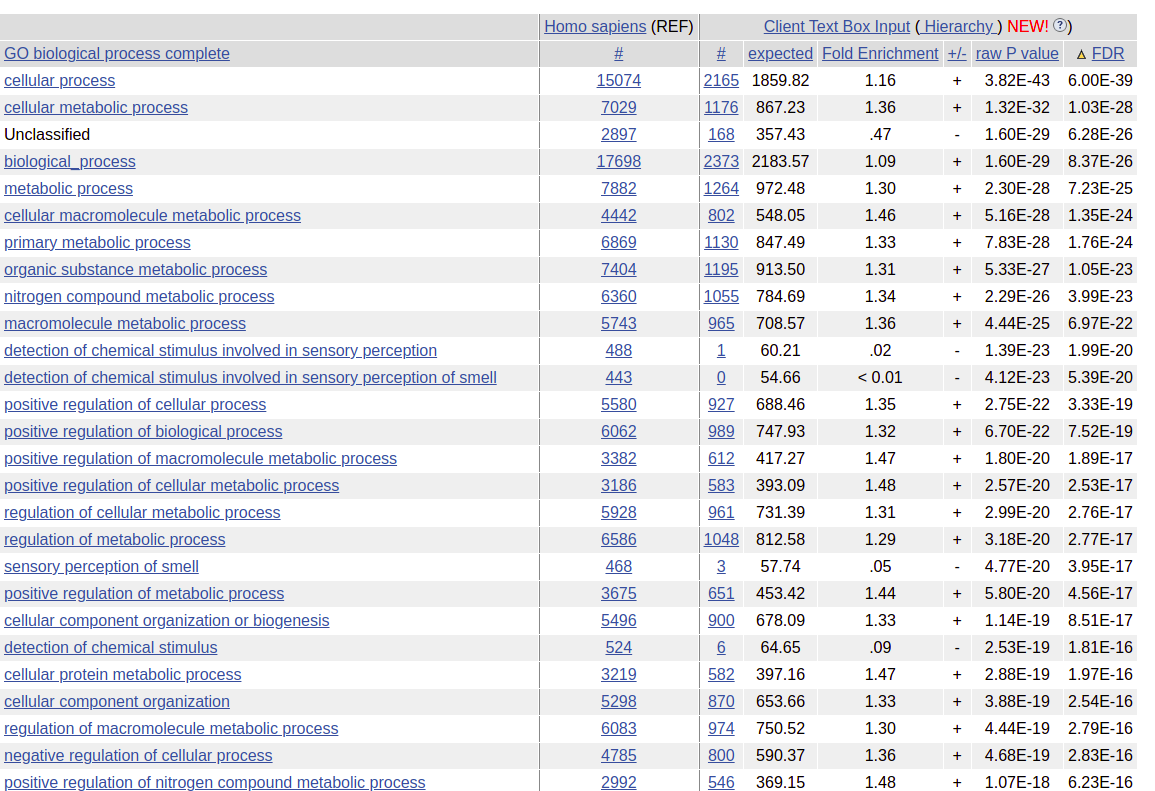 Homo sapiens (REF) Client Text Box Input ( Hierarchy ) NEW! ?)
GO biological process complete # # expected Fold Enrichment +/- raw P value Δ FDR
cellular process 15074 2165 1859.82 1.16 + 3.82E-43 6.00E-39
cellular metabolic process 7029 1176 867.23 1.36 + 1.32E-32 1.03E-28
Unclassified 2897 168 357.43 .47 - 1.60E-29 6.28E-26
biological_process 17698 2373 2183.57 1.09 + 1.60E-29 8.37E-26
metabolic process 7882 1264 972.48 1.30 + 2.30E-28 7.23E-25
cellular macromolecule metabolic process 4442 802 548.05 1.46 + 5.16E-28 1.35E-24
primary metabolic process 6869 1130 847.49 1.33 + 7.83E-28 1.76E-24
organic substance metabolic process 7404 1195 913.50 1.31 + 5.33E-27 1.05E-23
nitrogen compound metabolic process 6360 1055 784.69 1.34 + 2.29E-26 3.99E-23
macromolecule metabolic process 5743 965 708.57 1.36 + 4.44E-25 6.97E-22
detection of chemical stimulus involved in sensory perception 488 1 60.21 .02 - 1.39E-23 1.99E-20
detection of chemical stimulus involved in sensory perception of smell 443 0 54.66 < 0.01 - 4.12E-23 5.39E-20
positive regulation of cellular process 5580 927 688.46 1.35 + 2.75E-22 3.33E-19
positive regulation of biological process 6062 989 747.93 1.32 + 6.70E-22 7.52E-19
positive regulation of macromolecule metabolic process 3382 612 417.27 1.47 + 1.80E-20 1.89E-17
positive regulation of cellular metabolic process 3186 583 393.09 1.48 + 2.57E-20 2.53E-17
regulation of cellular metabolic process 5928 961 731.39 1.31 + 2.99E-20 2.76E-17
regulation of metabolic process 6586 1048 812.58 1.29 + 3.18E-20 2.77E-17
sensory perception of smell 468 3 57.74 .05 - 4.77E-20 3.95E-17
positive regulation of metabolic process 3675 651 453.42 1.44 + 5.80E-20 4.56E-17
cellular component organization or biogenesis 5496 900 678.09 1.33 + 1.14E-19 8.51E-17
detection of chemical stimulus 524 6 64.65 .09 - 2.53E-19 1.81E-16
cellular protein metabolic process 3219 582 397.16 1.47 + 2.88E-19 1.97E-16
cellular component organization 5298 870 653.66 1.33 + 3.88E-19 2.54E-16
regulation of macromolecule metabolic process 6083 974 750.52 1.30 + 4.44E-19 2.79E-16
negative regulation of cellular process 4785 800 590.37 1.36 + 4.68E-19 2.83E-16
positive regulation of nitrogen compound metabolic process 2992 546 369.15 1.48 + 1.07E-18 6.23E-16